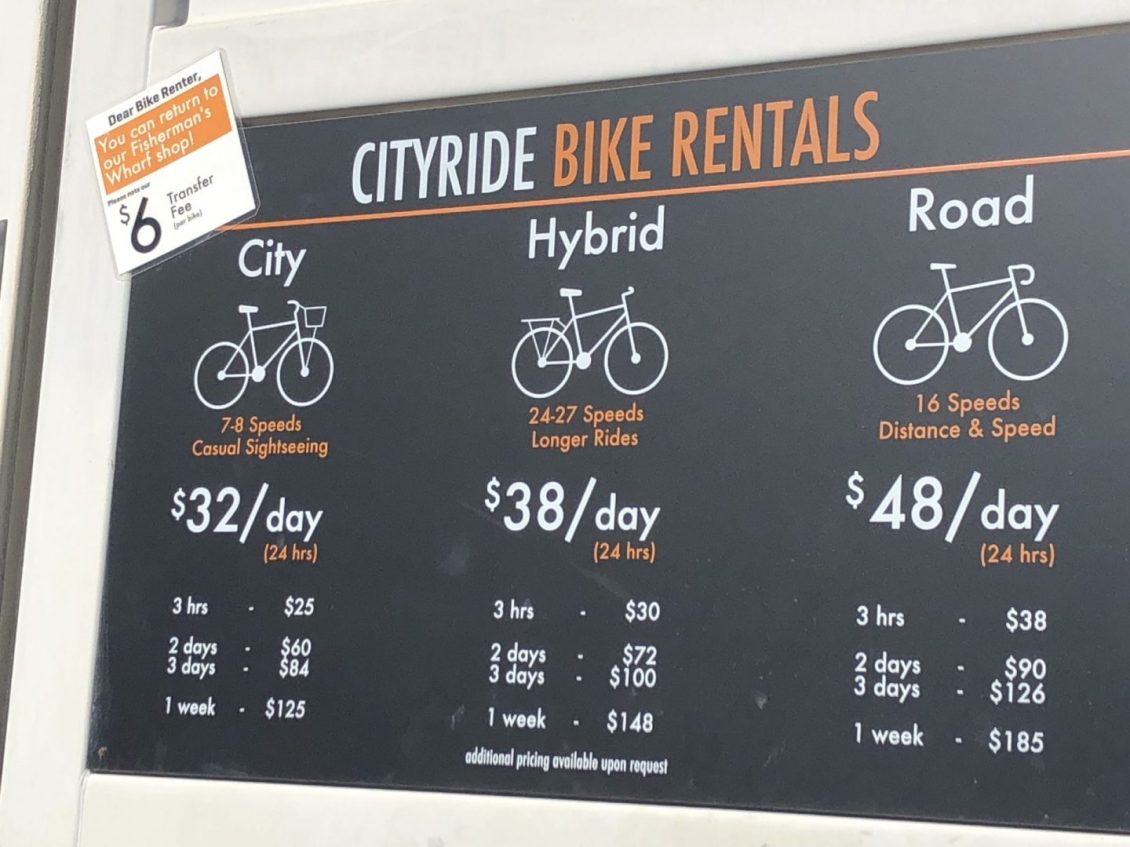 Dear Bike Renter,
You can return to
our Fisherman's
Wharf shop!
Please note our
$6 Transfer
Fee
(per bike)
CITYRIDE BIKE RENTALS
City
7-8 Speeds
Casual Sightseeing
$32/day
(24 hrs)
3 hrs - $25
2 days - $60
3 days - $84
1 week - $125
Hybrid
24-27 Speeds
Longer Rides
$38/day
(24 hrs)
3 hrs - $30
2 days - $72
3 days - $100
1 week - $148
additional pricing available upon request
Road
16 Speeds
Distance & Speed
$48/day
(24 hrs)
3 hrs - $38
2 days - $90
3 days - $126
1 week - $185